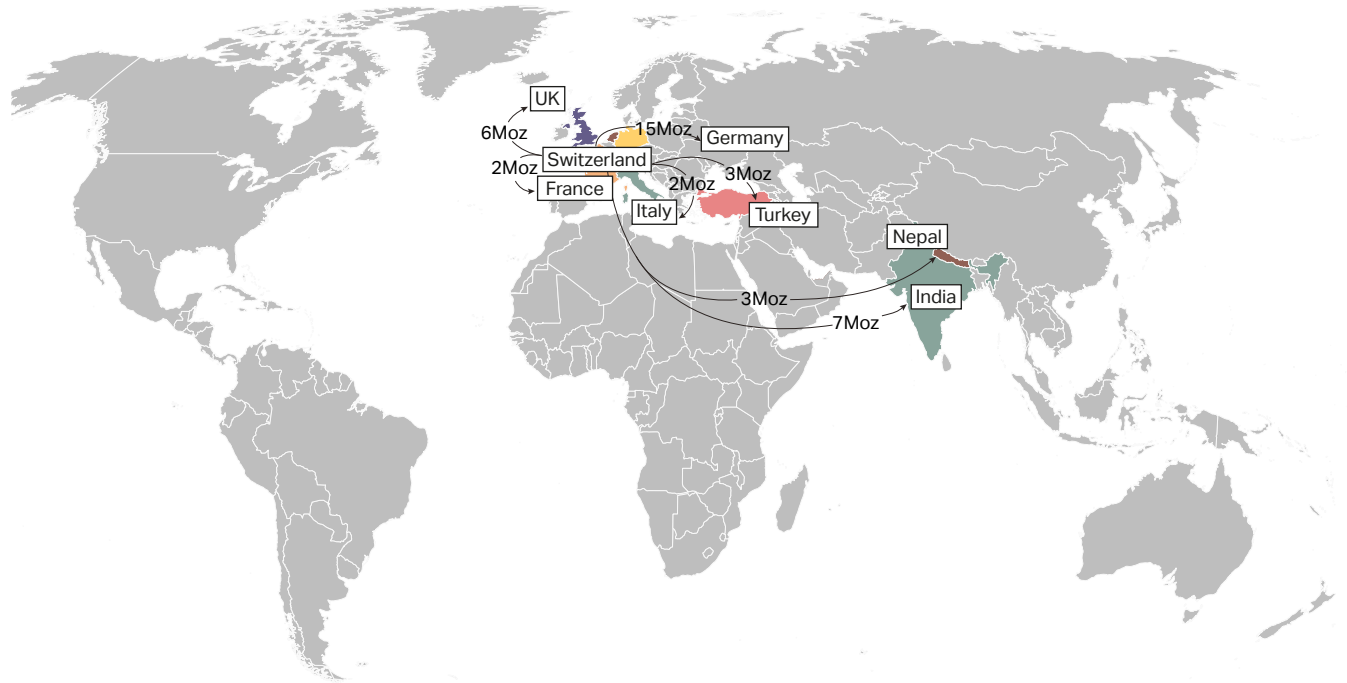 UK
6Moz
15Moz
Germany
Switzerland
2Moz
3Moz
2Moz
France
Italy
Turkey
Nepal
India
3Moz
7Moz